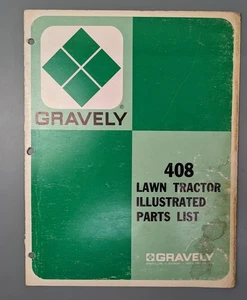 GRAVELY
®
408
LAWN TRACTOR
ILLUSTRATED
PARTS LIST
GRAVELY